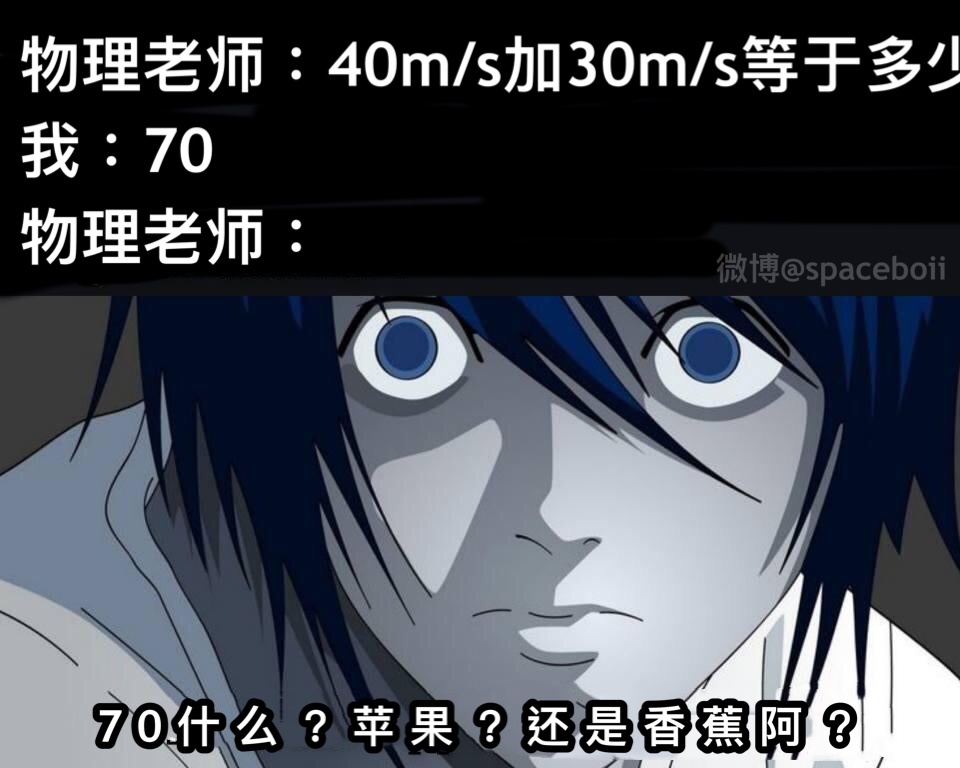 物理老师：40m/s加30m/s等于多少
我：70
物理老师：
微博@spaceboii
70什么？苹果？还是香蕉阿？